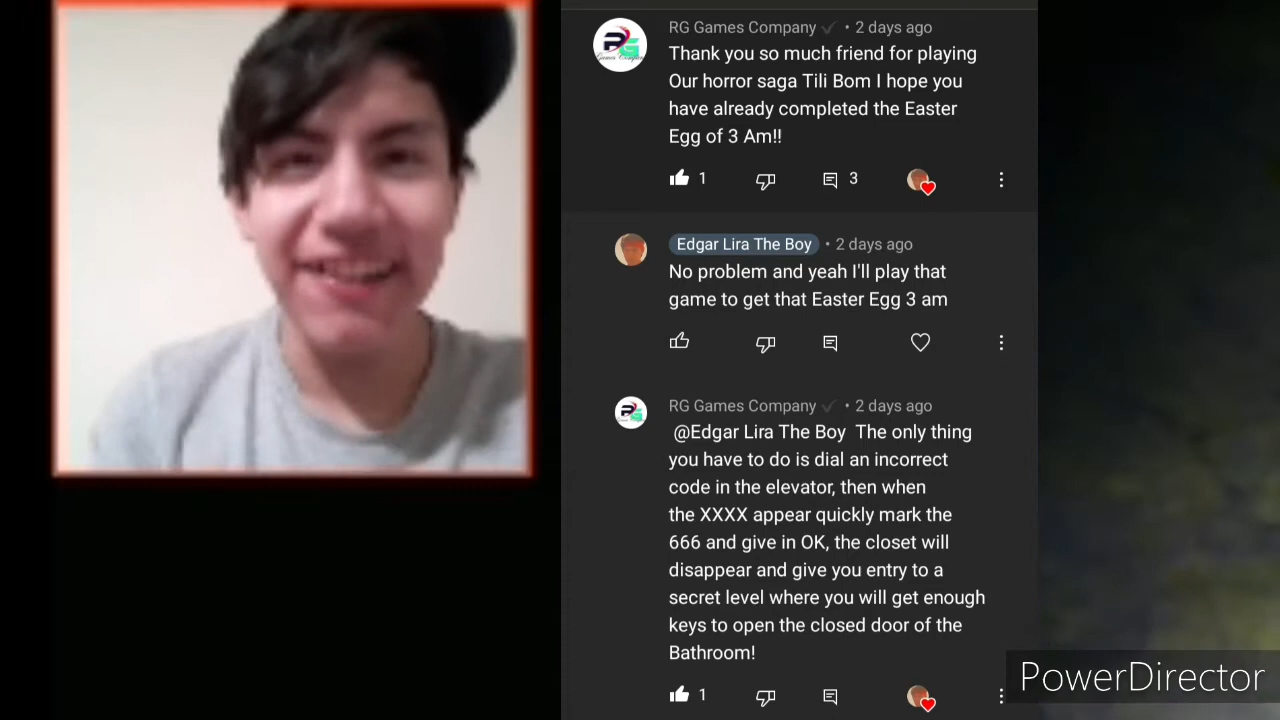 RG Games Company • 2 days ago
Thank you so much friend for playing
Our horror saga Tili Bom I hope you
have already completed the Easter
Egg of 3 Am!!
1
3
Edgar Lira The Boy • 2 days ago
No problem and yeah I'll play that
game to get that Easter Egg 3 am
RG Games Company • 2 days ago
@Edgar Lira The Boy The only thing
you have to do is dial an incorrect
code in the elevator, then when
the XXXX appear quickly mark the
666 and give in OK, the closet will
disappear and give you entry to a
secret level where you will get enough
keys to open the closed door of the
Bathroom!
1
PowerDirector